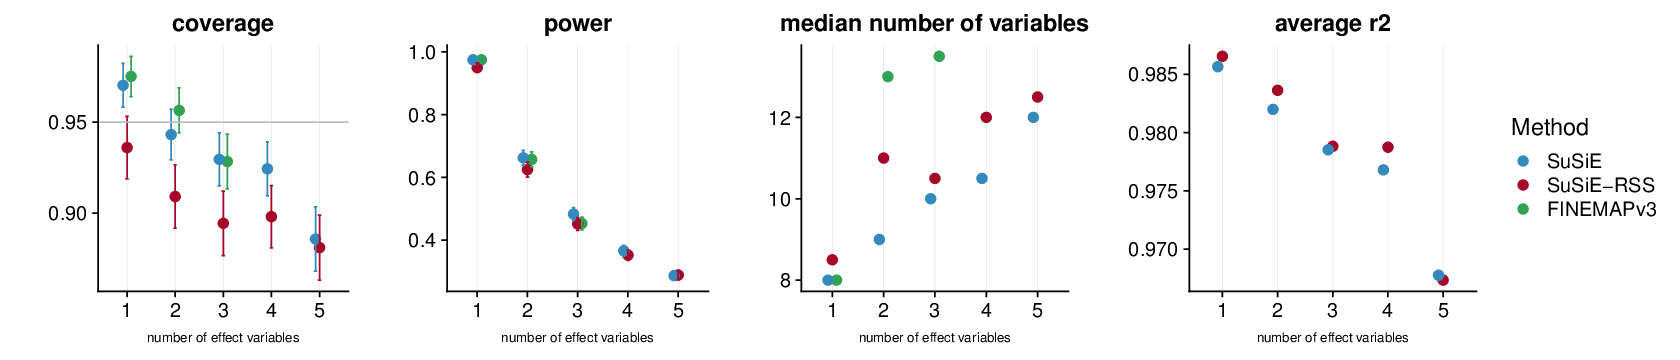 coverage
0.95
0.90
1 2 3 4 5
number of effect variables
power
1.0
0.8
0.6
0.4
1 2 3 4 5
number of effect variables
median number of variables
12
10
8
1 2 3 4 5
number of effect variables
average r2
0.985
0.980
0.975
0.970
1 2 3 4 5
number of effect variables
Method
SuSiE
SuSiE−RSS
FINEMAPv3